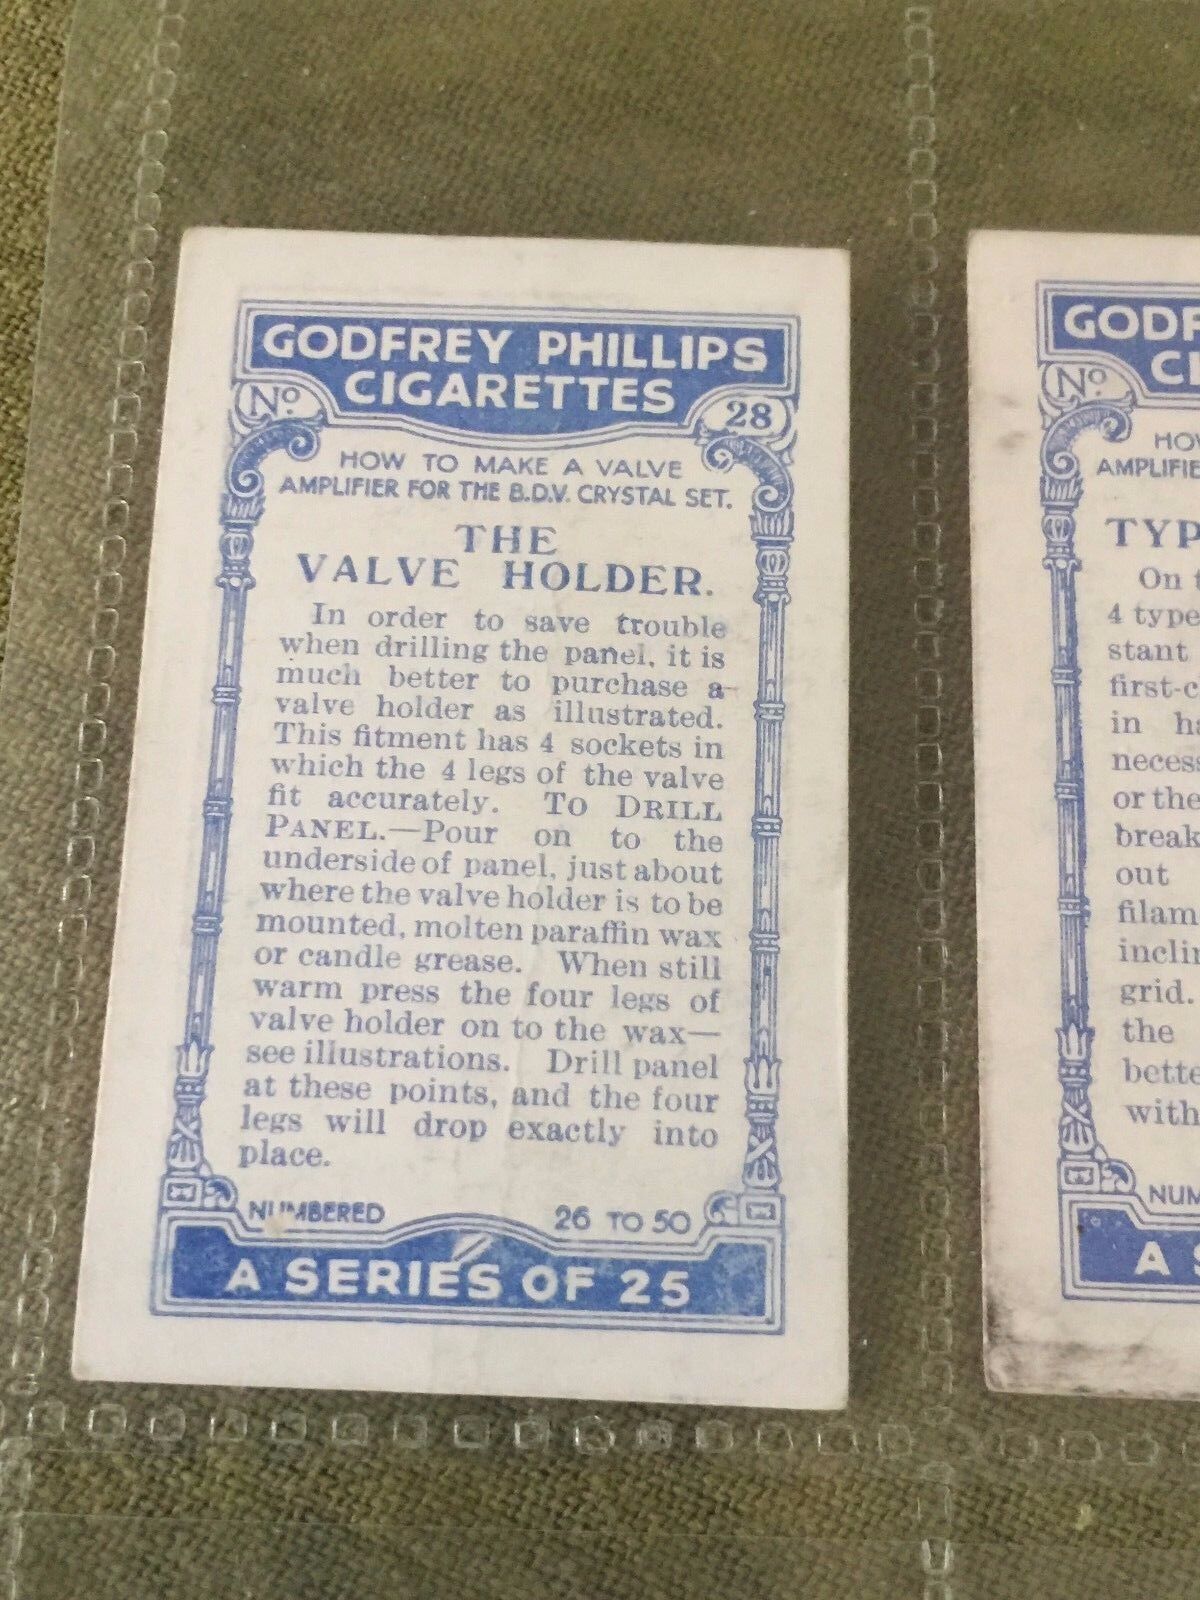 GODFREY PHILLIPS
CIGARETTES
No. 28
HOW TO MAKE A VALVE
AMPLIFIER FOR THE B.D.V. CRYSTAL SET.
THE
VALVE HOLDER.
In order to save trouble
when drilling the panel, it is
much better to purchase a
valve holder as illustrated.
This fitment has 4 sockets in
which the 4 legs of the valve
fit accurately. TO DRILL
PANEL.—Pour on to the
underside of panel, just about
where the valve holder is to be
mounted, molten paraffin wax
or candle grease. When still
warm press the four legs of
valve holder on to the wax—
see illustrations. Drill panel
at these points, and the four
legs will drop exactly into
place.
NUMBERED 26 TO 50
A SERIES OF 25
GODF
CI
No.
HOW
AMPLIFIE
TYP
On
4 type
stant
first-c
in ha
necess
or the
break
out
filam
inclin
grid.
the
bette
with
NUM
A S